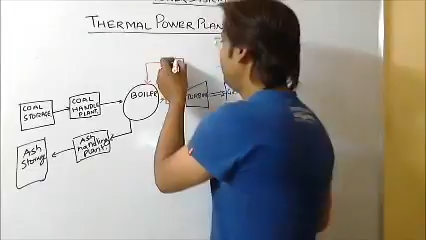 THERMAL POWER PLAN
COAL
STORAGE
COAL
HANDLE
PLANT
BOILER
TURBIN
Ash
Storage
Ash
handling
plant.